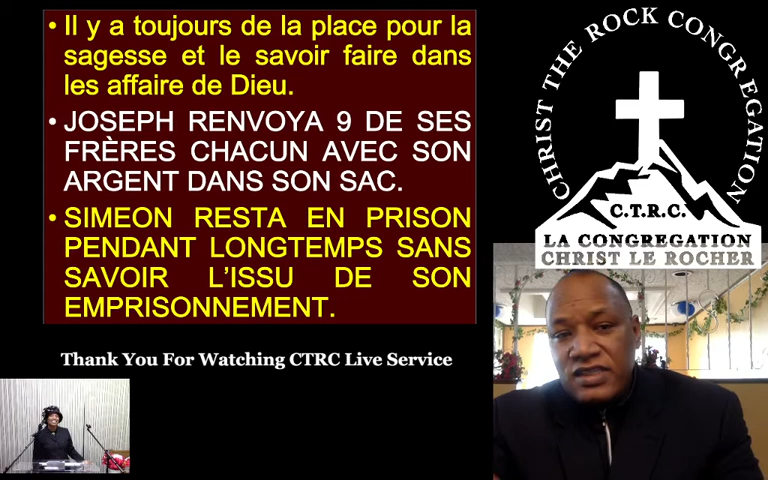 • Il y a toujours de la place pour la
sagesse et le savoir faire dans
les affaire de Dieu.
• JOSEPH RENVOYA 9 DE SES
FRÈRES CHACUN AVEC SON
ARGENT DANS SON SAC.
• SIMEON RESTA EN PRISON
PENDANT LONGTEMPS SANS
SAVOIR L'ISSU DE SON
EMPRISONNEMENT.
Thank You For Watching CTRC Live Service
CHRIST THE ROCK CONGREGATION
C.T.R.C.
LA CONGREGATION
CHRIST LE ROCHER